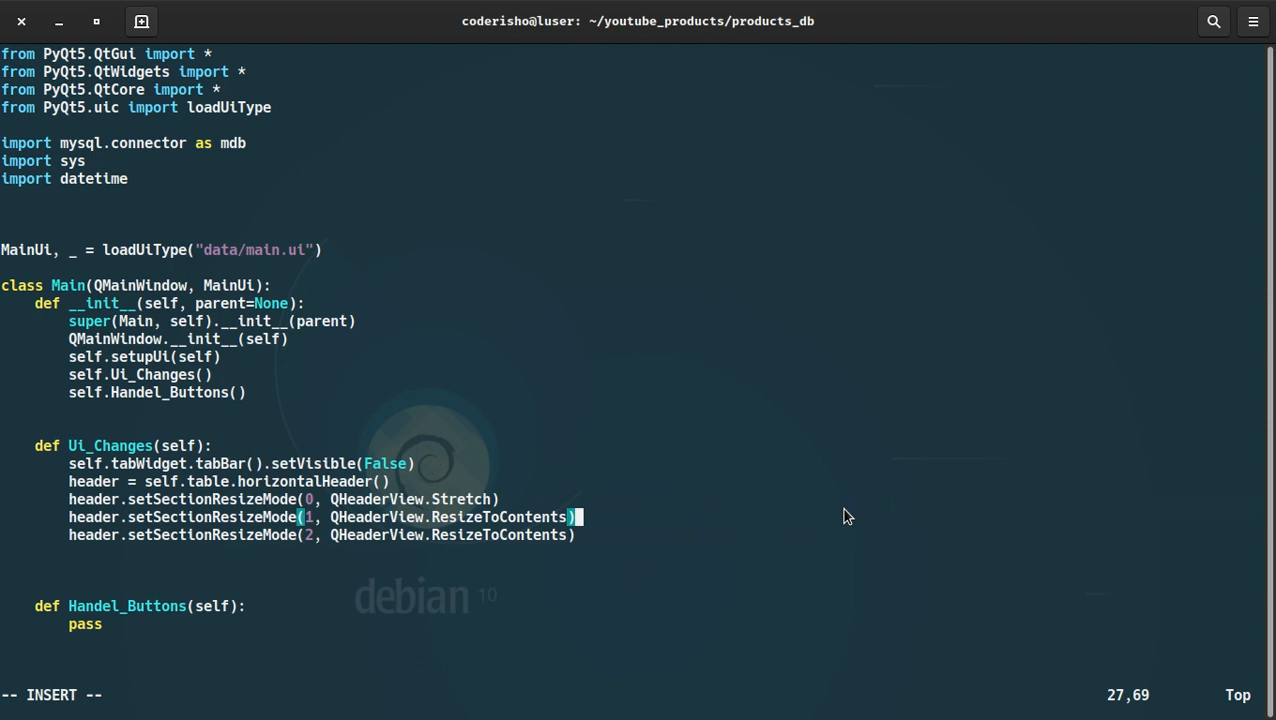 coderisho@luser: ~/youtube_products/products_db
from PyQt5.QtGui import *
from PyQt5.QtWidgets import *
from PyQt5.QtCore import *
from PyQt5.uic import loadUiType
import mysql.connector as mdb
import sys
import datetime
MainUi, _ = loadUiType("data/main.ui")
class Main(QMainWindow, MainUi):
    def __init__(self, parent=None):
        super(Main, self).__init__(parent)
        QMainWindow.__init__(self)
        self.setupUi(self)
        self.Ui_Changes()
        self.Handel_Buttons()
    def Ui_Changes(self):
        self.tabWidget.tabBar().setVisible(False)
        header = self.table.horizontalHeader()
        header.setSectionResizeMode(0, QHeaderView.Stretch)
        header.setSectionResizeMode(1, QHeaderView.ResizeToContents)
        header.setSectionResizeMode(2, QHeaderView.ResizeToContents)
debian 10
    def Handel_Buttons(self):
        pass
-- INSERT -- 27,69 Top